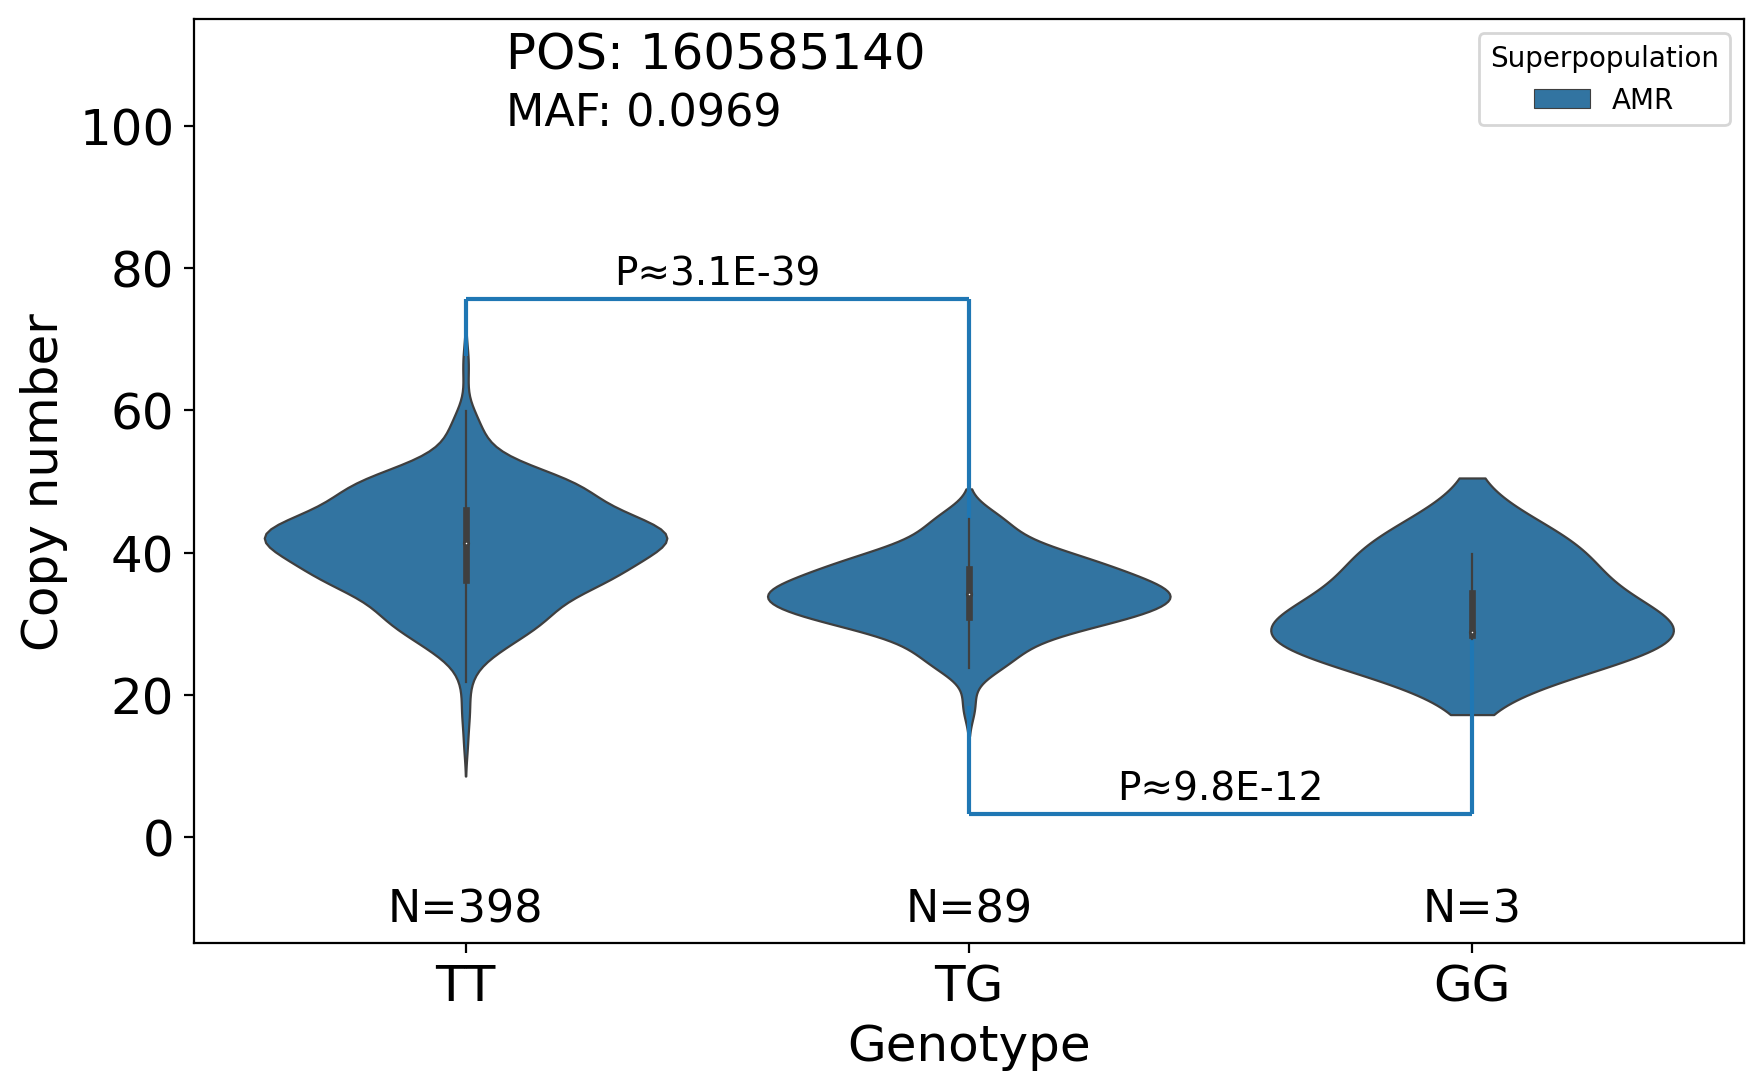 POS: 160585140
MAF: 0.0969
Superpopulation
AMR
100
80
60
40
20
0
Copy number
P≈3.1E-39
P≈9.8E-12
N=398
N=89
N=3
TT
TG
GG
Genotype